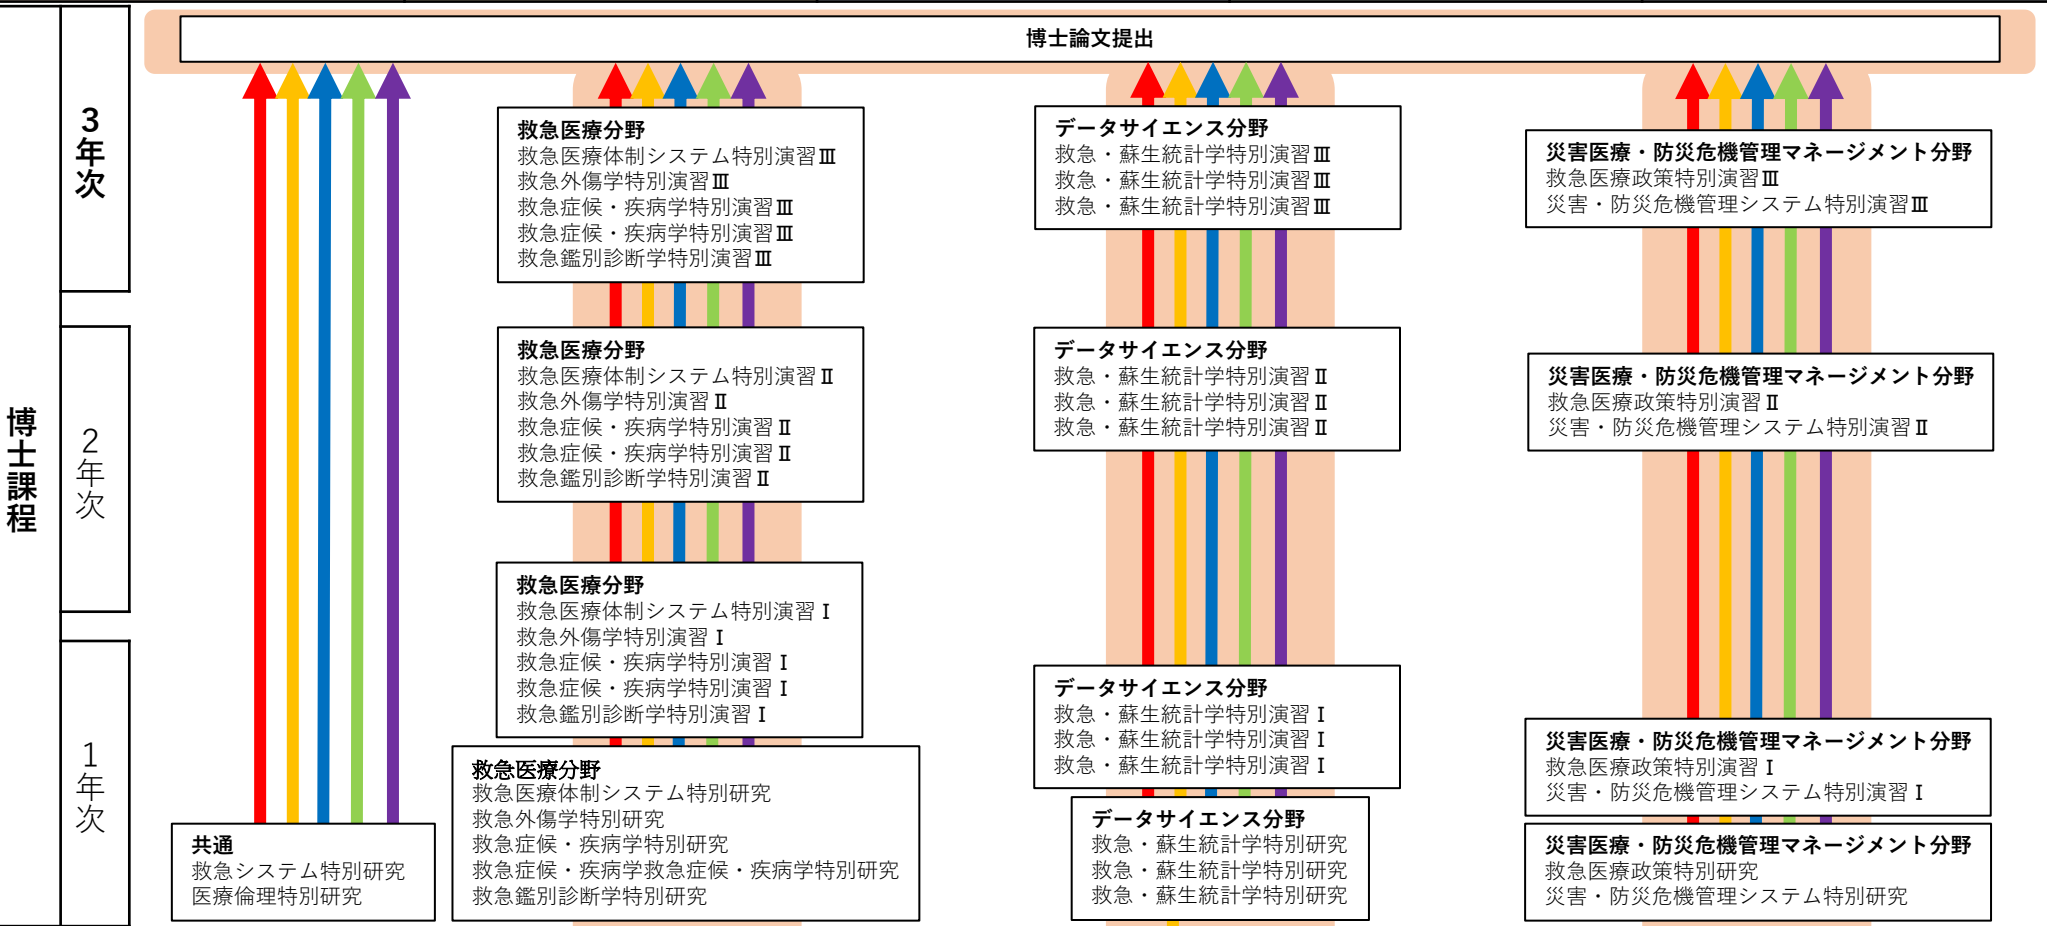 博士論文提出
博士課程
3年次
救急医療分野
救急医療体制システム特別演習Ⅲ
救急外傷学特別演習Ⅲ
救急症候・疾病学特別演習Ⅲ
救急症候・疾病学特別演習Ⅲ
救急鑑別診断学特別演習Ⅲ
データサイエンス分野
救急・蘇生統計学特別演習Ⅲ
救急・蘇生統計学特別演習Ⅲ
救急・蘇生統計学特別演習Ⅲ
災害医療・防災危機管理マネージメント分野
救急医療政策特別演習Ⅲ
災害・防災危機管理システム特別演習Ⅲ
2年次
救急医療分野
救急医療体制システム特別演習Ⅱ
救急外傷学特別演習Ⅱ
救急症候・疾病学特別演習Ⅱ
救急症候・疾病学特別演習Ⅱ
救急鑑別診断学特別演習Ⅱ
データサイエンス分野
救急・蘇生統計学特別演習Ⅱ
救急・蘇生統計学特別演習Ⅱ
救急・蘇生統計学特別演習Ⅱ
災害医療・防災危機管理マネージメント分野
救急医療政策特別演習Ⅱ
災害・防災危機管理システム特別演習Ⅱ
1年次
救急医療分野
救急医療体制システム特別演習Ⅰ
救急外傷学特別演習Ⅰ
救急症候・疾病学特別演習Ⅰ
救急症候・疾病学特別演習Ⅰ
救急鑑別診断学特別演習Ⅰ
データサイエンス分野
救急・蘇生統計学特別演習Ⅰ
救急・蘇生統計学特別演習Ⅰ
救急・蘇生統計学特別演習Ⅰ
災害医療・防災危機管理マネージメント分野
救急医療政策特別演習Ⅰ
災害・防災危機管理システム特別演習Ⅰ
共通
救急システム特別研究
医療倫理特別研究
救急医療分野
救急医療体制システム特別研究
救急外傷学特別研究
救急症候・疾病学特別研究
救急症候・疾病学救急症候・疾病学特別研究
救急鑑別診断学特別研究
データサイエンス分野
救急・蘇生統計学特別研究
救急・蘇生統計学特別研究
救急・蘇生統計学特別研究
災害医療・防災危機管理マネージメント分野
救急医療政策特別研究
災害・防災危機管理システム特別研究